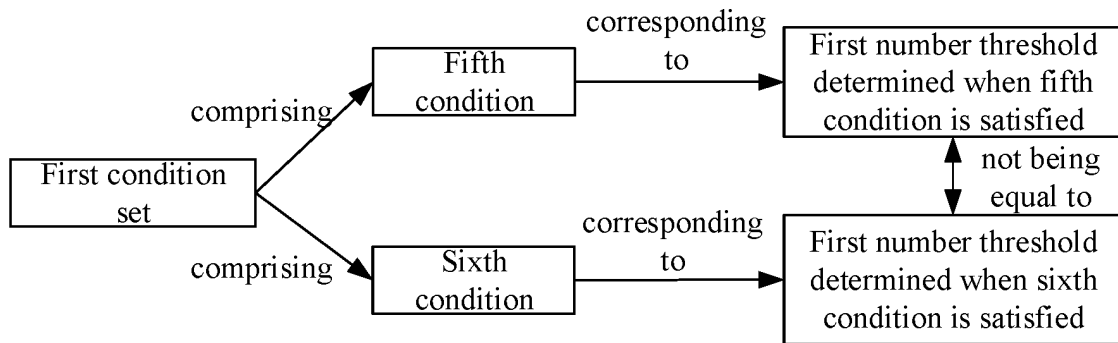 First condition
set
comprising
comprising
Fifth
condition
corresponding
to
First number threshold
determined when fifth
condition is satisfied
not being
equal to
Sixth
condition
corresponding
to
First number threshold
determined when sixth
condition is satisfied